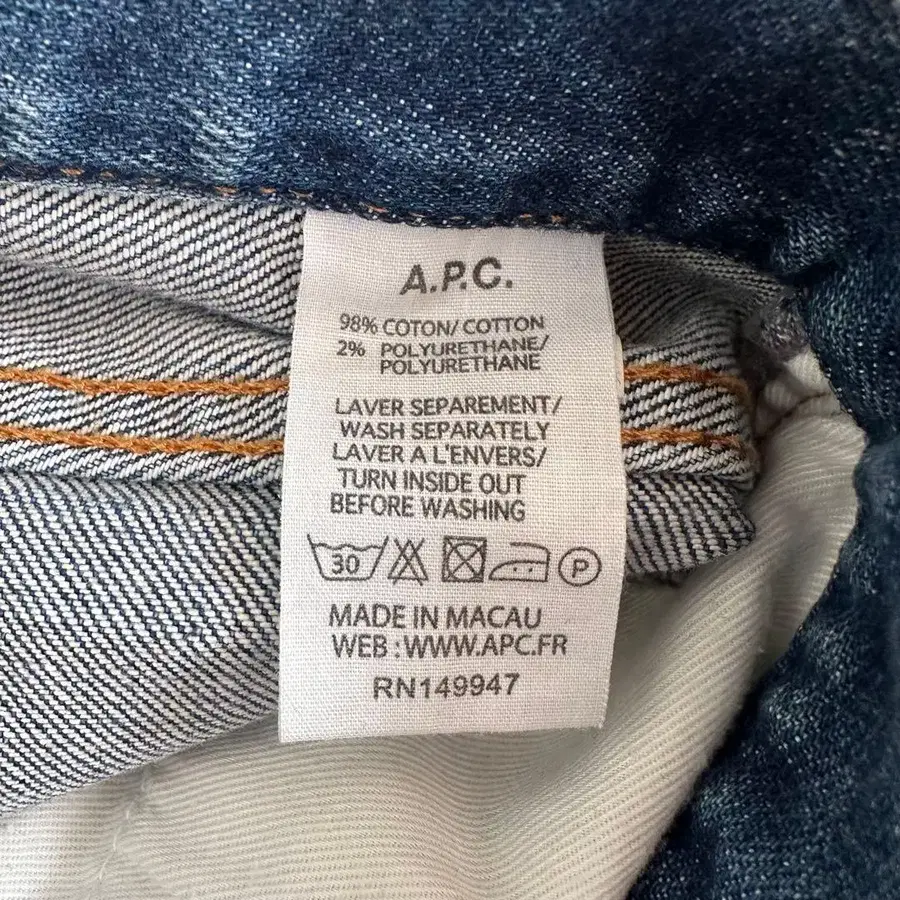 A.P.C.
98% COTON/ COTTON
2% POLYURETHANE/
POLYURETHANE
LAVER SEPAREMENT/
WASH SEPARATELY
LAVER A L'ENVERS/
TURN INSIDE OUT
BEFORE WASHING
30 P
MADE IN MACAU
WEB : WWW.APC.FR
RN149947